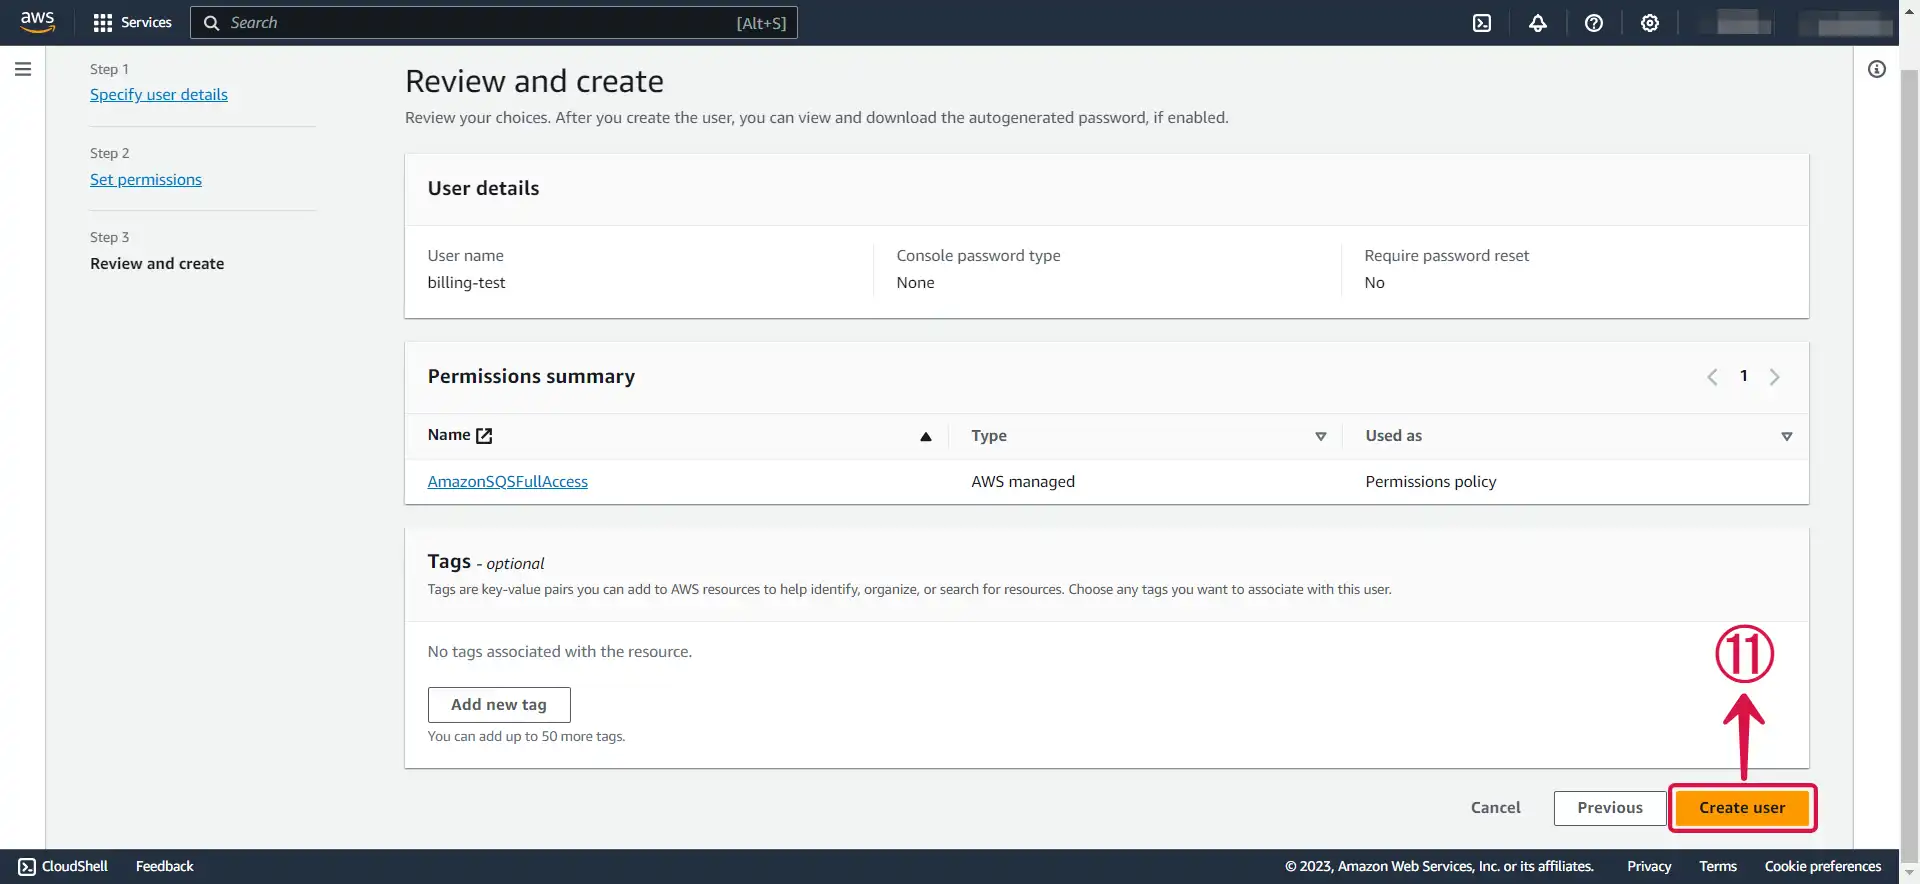 aws
Services
Search
[Alt+S]
Step 1
Specify user details
Step 2
Set permissions
Step 3
Review and create
Review and create
Review your choices. After you create the user, you can view and download the autogenerated password, if enabled.
User details
User name
billing-test
Console password type
None
Require password reset
No
Permissions summary
1
Name
Type
Used as
AmazonSQSFullAccess
AWS managed
Permissions policy
Tags - optional
Tags are key-value pairs you can add to AWS resources to help identify, organize, or search for resources. Choose any tags you want to associate with this user.
No tags associated with the resource.
Add new tag
You can add up to 50 more tags.
⑪
Cancel
Previous
Create user
CloudShell
Feedback
© 2023, Amazon Web Services, Inc. or its affiliates.
Privacy
Terms
Cookie preferences